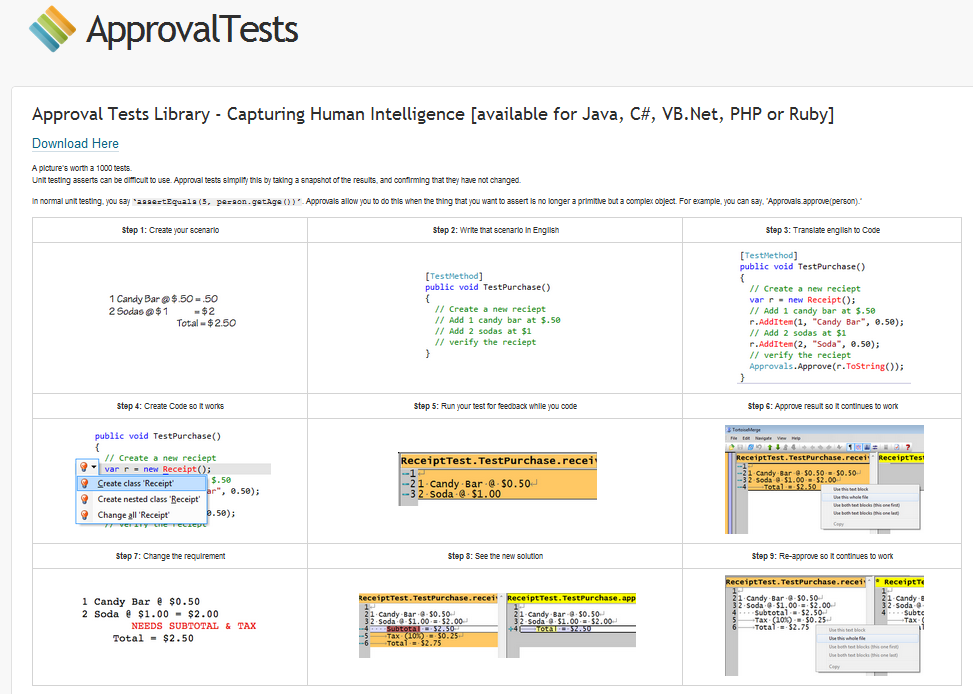 ApprovalTests
Approval Tests Library - Capturing Human Intelligence [available for Java, C#, VB.Net, PHP or Ruby]
Download Here
A picture's worth a 1000 tests.
Unit testing asserts can be difficult to use. Approval tests simplify this by taking a snapshot of the results, and confirming that they have not changed.
In normal unit testing, you say "assertEquals(5, person.getAge())". Approvals allow you to do this when the thing that you want to assert is no longer a primitive but a complex object. For example, you can say, 'Approvals.approve(person).'
Step 1: Create your scenario
Step 2: Write that scenario in English
Step 3: Translate english to Code
1 Candy Bar @ $.50 = .50
2 Sodas @ $1 = $2
Total = $2.50
[TestMethod]
public void TestPurchase()
{
// Create a new reciept
// Add 1 candy bar at $.50
// Add 2 sodas at $1
// verify the reciept
}
[TestMethod]
public void TestPurchase()
{
// Create a new reciept
var r = new Receipt();
// Add 1 candy bar at $.50
r.AddItem(1, "Candy Bar", 0.50);
// Add 2 sodas at $1
r.AddItem(2, "Soda", 0.50);
// verify the reciept
Approvals.Approve(r.ToString());
}
Step 4: Create Code so it works
Step 5: Run your test for feedback while you code
Step 6: Approve result so it continues to work
public void TestPurchase()
{
// Create a new reciept
var r = new Receipt();
Create class 'Receipt' $.50
Create nested class 'Receipt' ar", 0.50);
Change all 'Receipt' 0.50);
// verify the reciept
ReceiptTest.TestPurchase.recei
1
2 1 Candy Bar @ $0.50
3 2 Soda @ $1.00
TortoiseMerge
File Edit Navigate View Help
ReceiptTest.TestPurchase.recei ReceiptTest
1
2 1 Candy Bar @ $0.50 = $0.50
3 2 Soda @ $1.00 = $2.00
4 Total = $2.50
Use this text block
Use this whole file
Use both text blocks (this one first)
Use both text blocks (this one last)
Copy
Step 7: Change the requirement
Step 8: See the new solution
Step 9: Re-approve so it continues to work
1 Candy Bar @ $0.50
2 Soda @ $1.00 = $2.00
NEEDS SUBTOTAL & TAX
Total = $2.50
ReceiptTest.TestPurchase.recei ReceiptTest.TestPurchase.app
1
2 1 Candy Bar @ $0.50
3 2 Soda @ $1.00 = $2.00
4 Subtotal = $2.50
5 Tax (10%) = $0.25
6 Total = $2.75
1
2 1 Candy Bar @ $0.50
3 2 Soda @ $1.00 = $2.00
4 Total = $2.50
ReceiptTest.TestPurchase.recei * ReceiptTe
1
2 1 Candy Bar @ $0.50
3 2 Soda @ $1.00 = $2.00
4 Subtotal = $2.50
5 Tax (10%) = $0.25
6 Total = $2.75
1
2 1 Candy B
3 2 Soda @
4 Subto
5 Tax (
Use this text block
Use this whole file
Use both text blocks (this one first)
Use both text blocks (this one last)
Copy